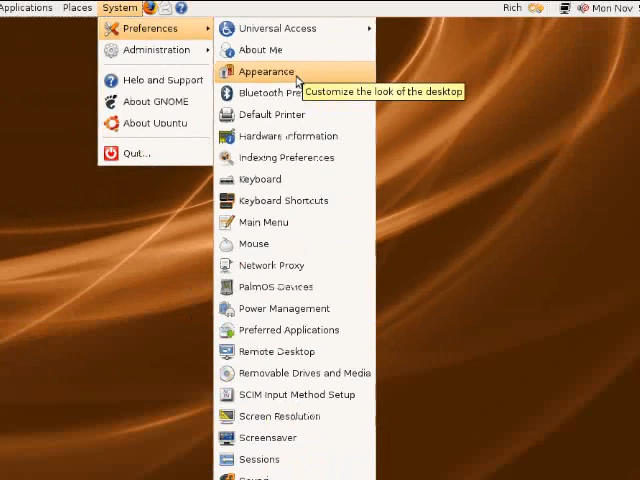 Applications Places System Rich Mon Nov
Preferences
Administration
Help and Support
About GNOME
About Ubuntu
Quit...
Universal Access
About Me
Appearance
Bluetooth
Customize the look of the desktop
Default Printer
Hardware Information
Indexing Preferences
Keyboard
Keyboard Shortcuts
Main Menu
Mouse
Network Proxy
PalmOS Devices
Power Management
Preferred Applications
Remote Desktop
Removable Drives and Media
SCIM Input Method Setup
Screen Resolution
Screensaver
Sessions